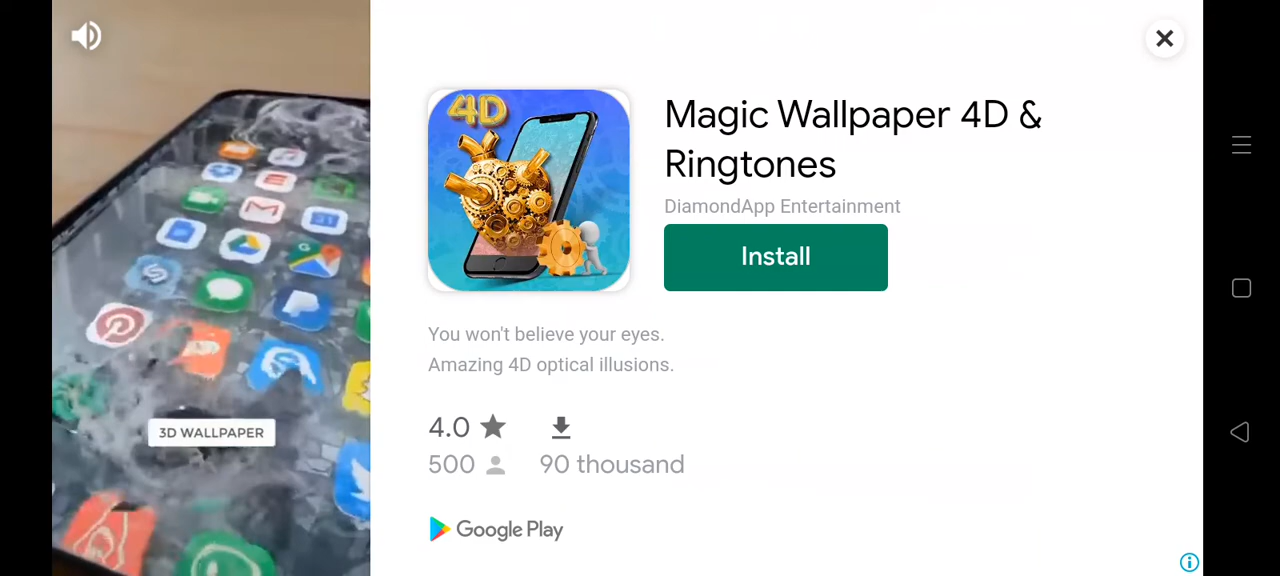 4D
Magic Wallpaper 4D &
Ringtones
DiamondApp Entertainment
Install
You won't believe your eyes.
Amazing 4D optical illusions.
4.0
500
90 thousand
3D WALLPAPER
Google Play